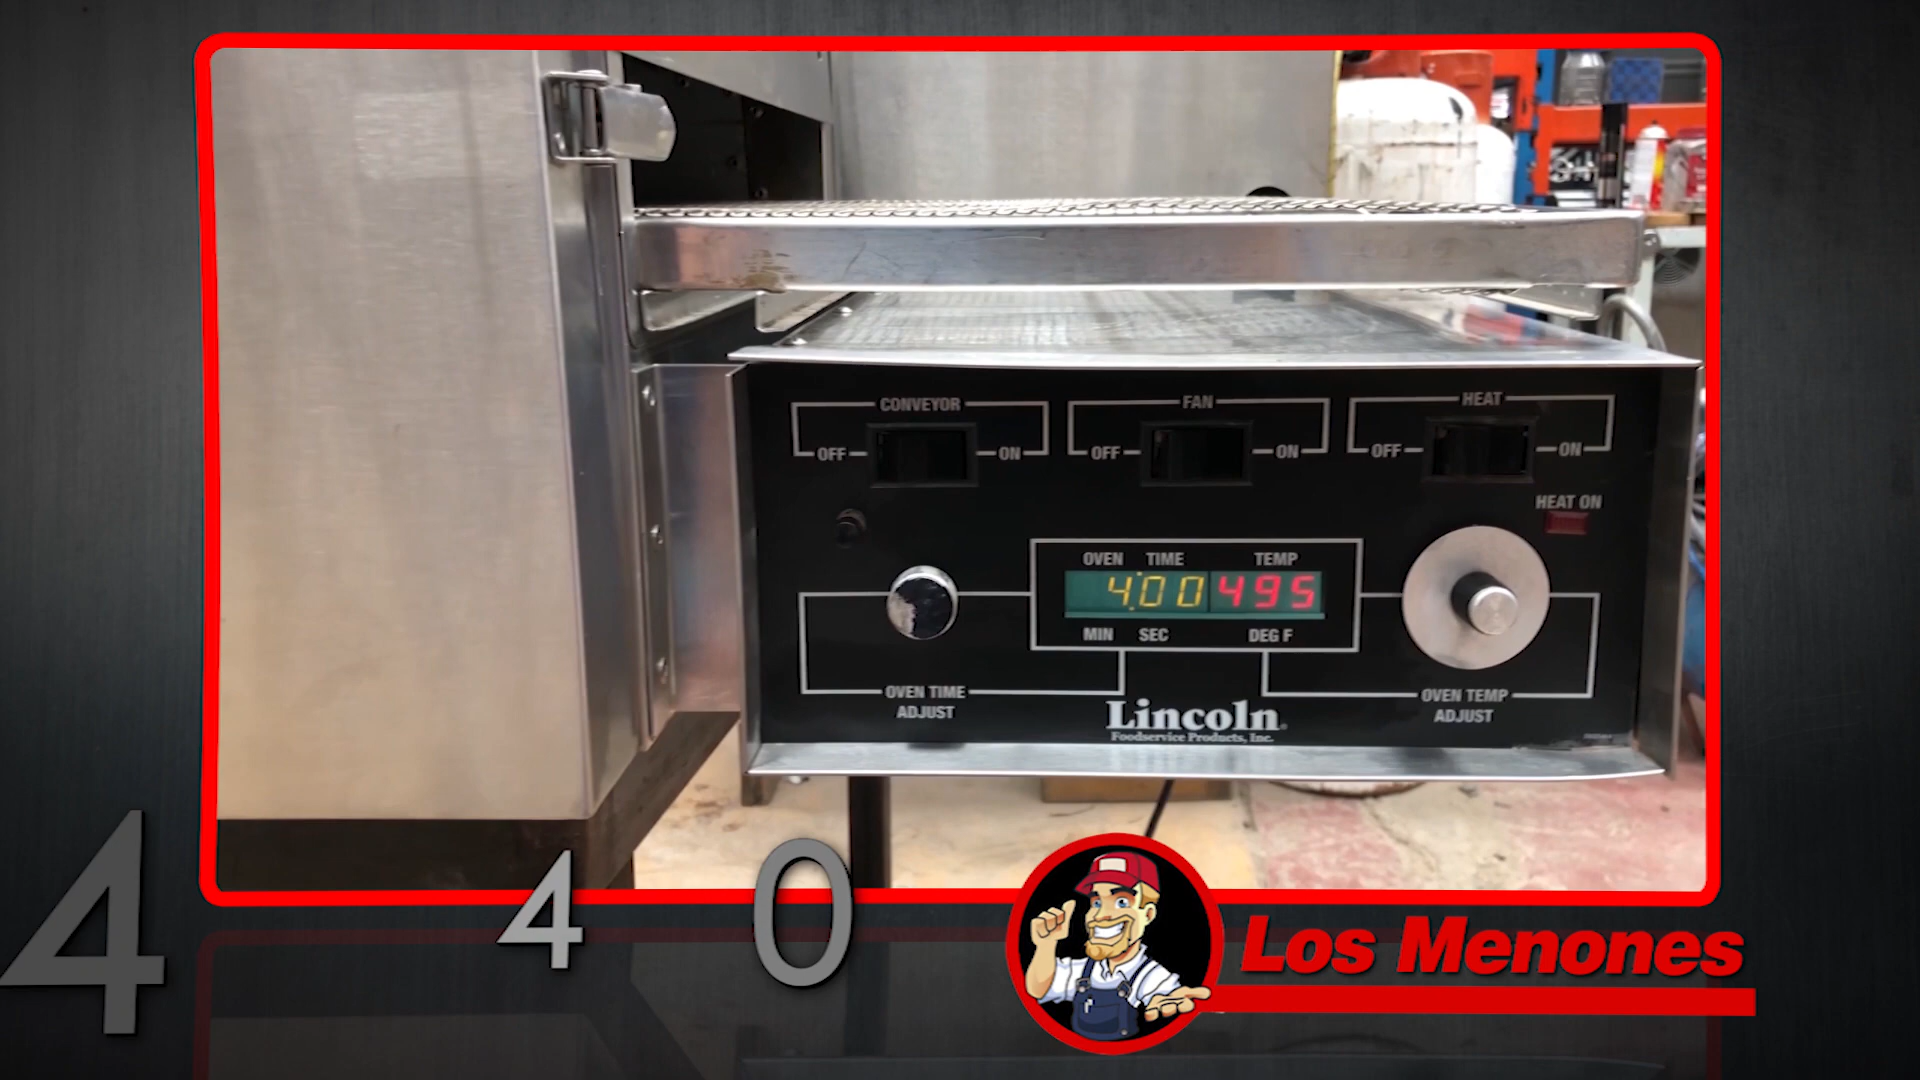 CONVEYOR
OFF ON
FAN
OFF ON
HEAT
OFF ON
HEAT ON
OVEN TIME TEMP
4:00 495
MIN SEC DEG F
OVEN TIME
ADJUST
OVEN TEMP
ADJUST
Lincoln
Foodservice Products, Inc.
4 4 0
Los Menones